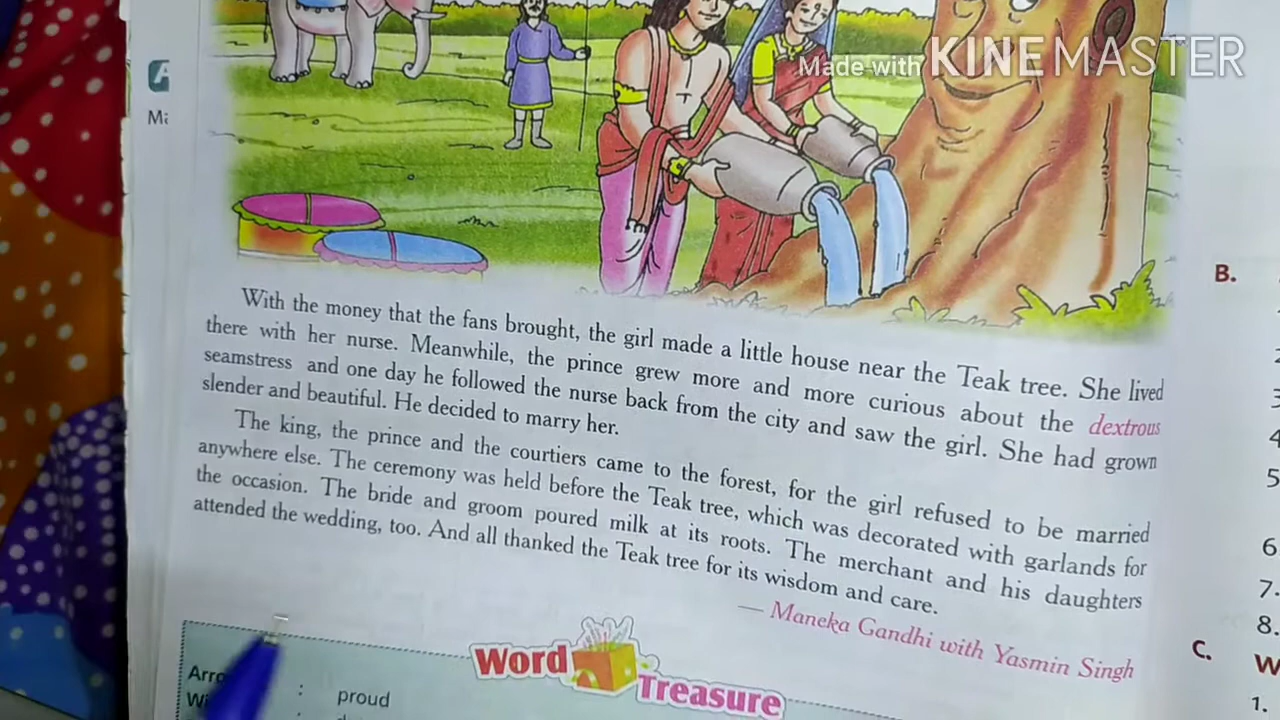 Made with KINEMASTER
With the money that the fans brought, the girl made a little house near the Teak tree. She lived
there with her nurse. Meanwhile, the prince grew more and more curious about the dextrous
seamstress and one day he followed the nurse back from the city and saw the girl. She had grown
slender and beautiful. He decided to marry her.
The king, the prince and the courtiers came to the forest, for the girl refused to be married
anywhere else. The ceremony was held before the Teak tree, which was decorated with garlands for
the occasion. The bride and groom poured milk at its roots. The merchant and his daughters
attended the wedding, too. And all thanked the Teak tree for its wisdom and care.
— Maneka Gandhi with Yasmin Singh
Word Treasure
: proud
B.
4
5
6
7.
8.
C.
1.